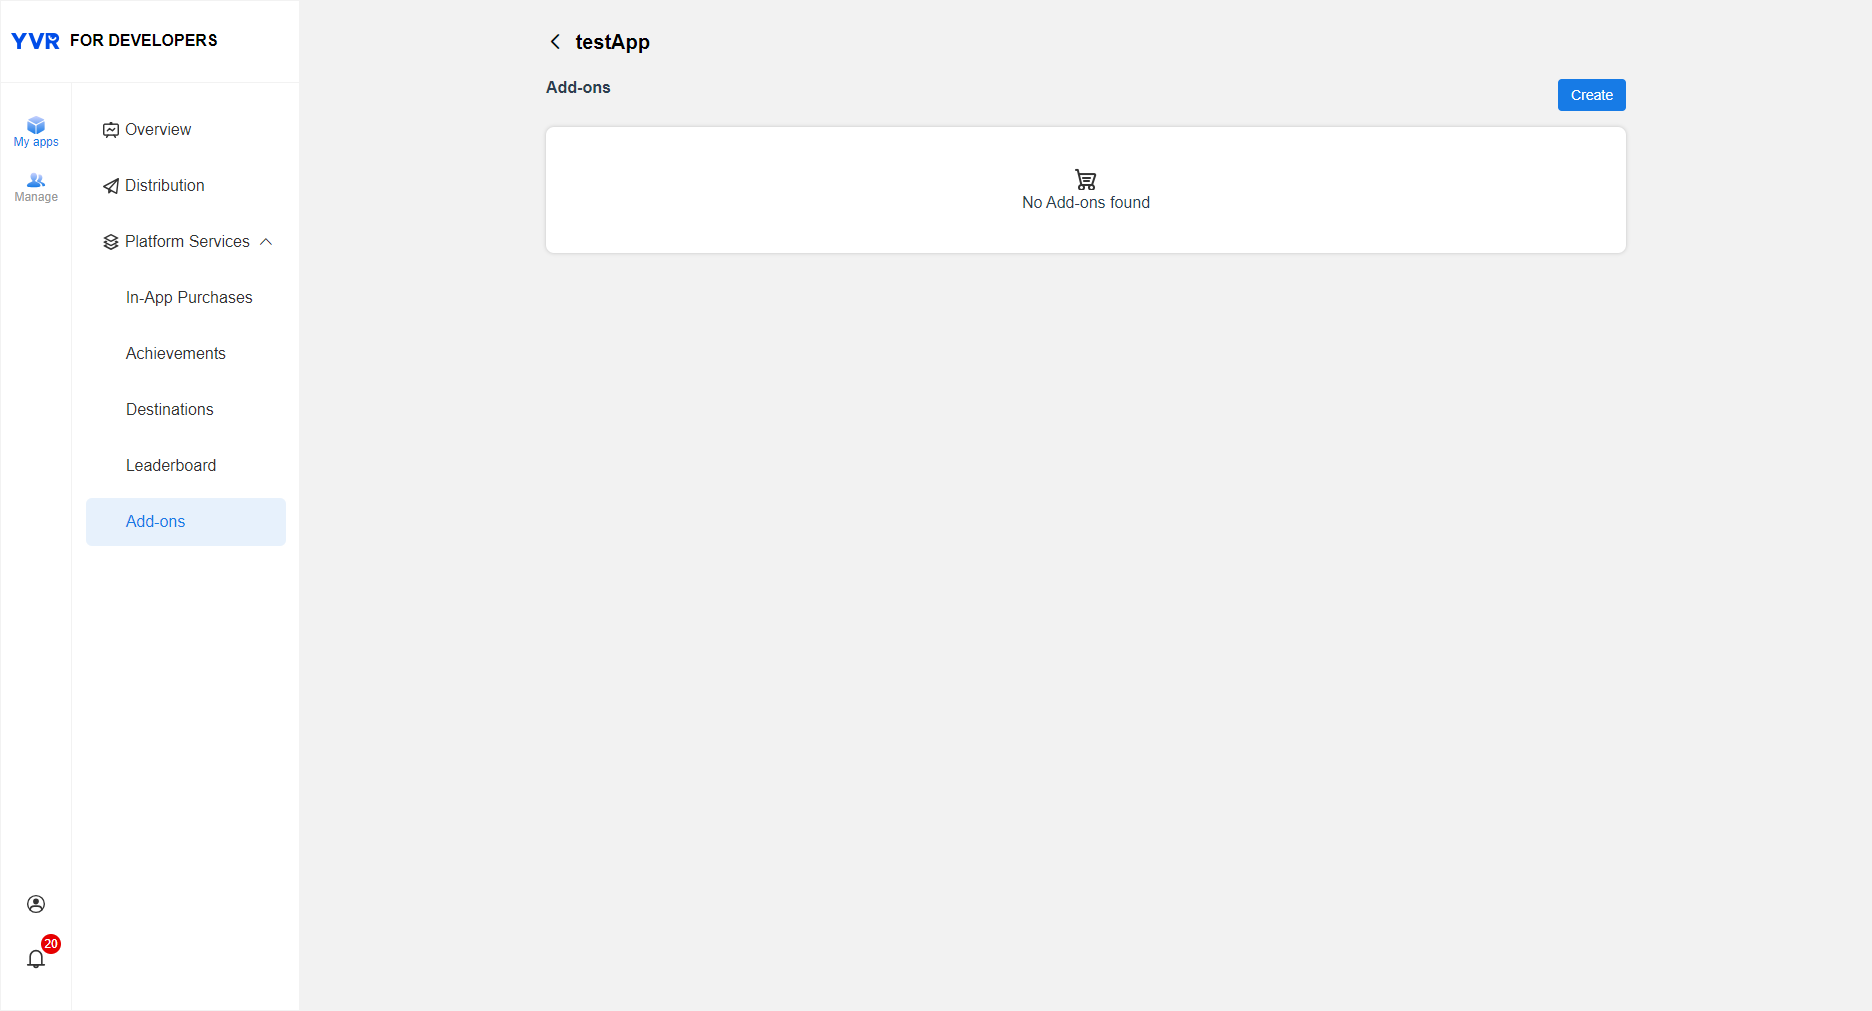 YVR FOR DEVELOPERS
My apps
Manage
Overview
Distribution
Platform Services
In-App Purchases
Achievements
Destinations
Leaderboard
Add-ons
20
testApp
Add-ons
Create
No Add-ons found